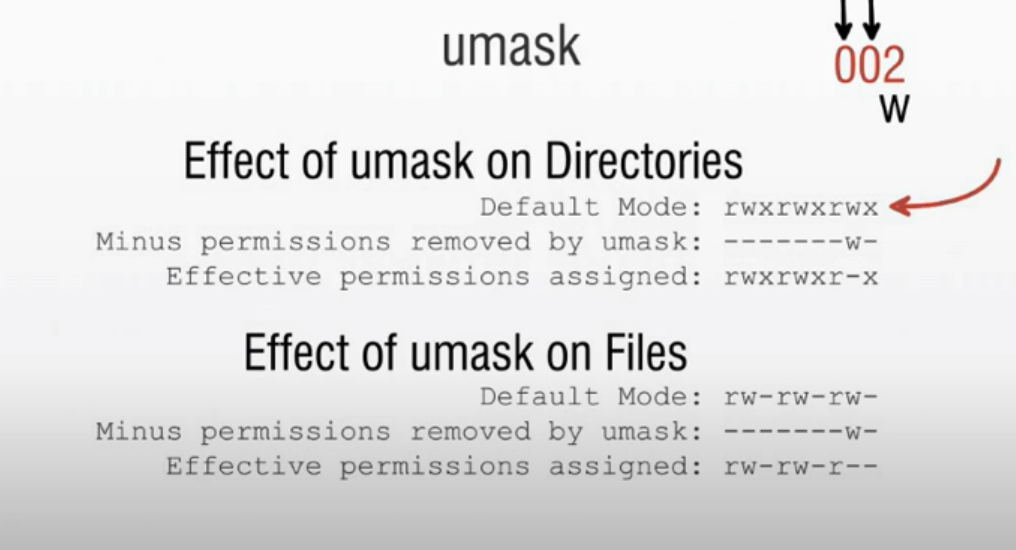 umask
002
W
Effect of umask on Directories
Default Mode: rwxrwxrwx
Minus permissions removed by umask: -------w-
Effective permissions assigned: rwxrwxr-x
Effect of umask on Files
Default Mode: rw-rw-rw-
Minus permissions removed by umask: -------w-
Effective permissions assigned: rw-rw-r--